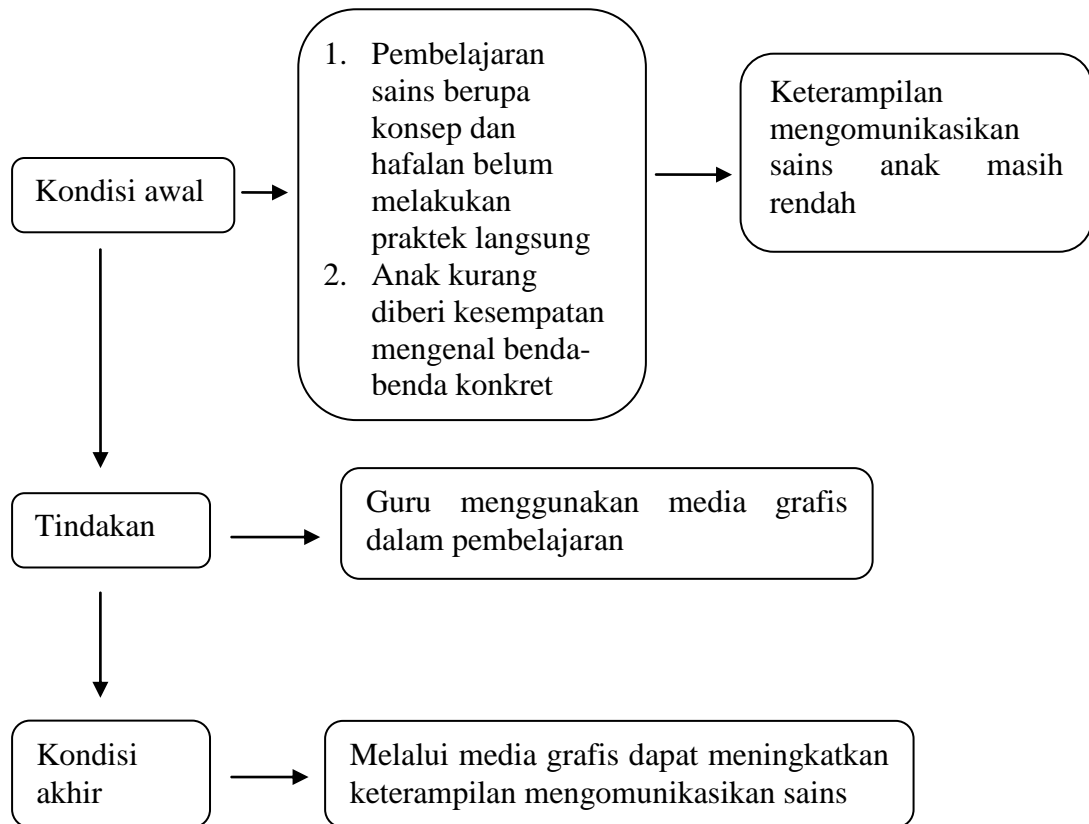 Kondisi awal
1. Pembelajaran
sains berupa
konsep dan
hafalan belum
melakukan
praktek langsung
2. Anak kurang
diberi kesempatan
mengenal benda-
benda konkret
Keterampilan
mengomunikasikan
sains anak masih
rendah
Tindakan
Guru menggunakan media grafis
dalam pembelajaran
Kondisi
akhir
Melalui media grafis dapat meningkatkan
keterampilan mengomunikasikan sains